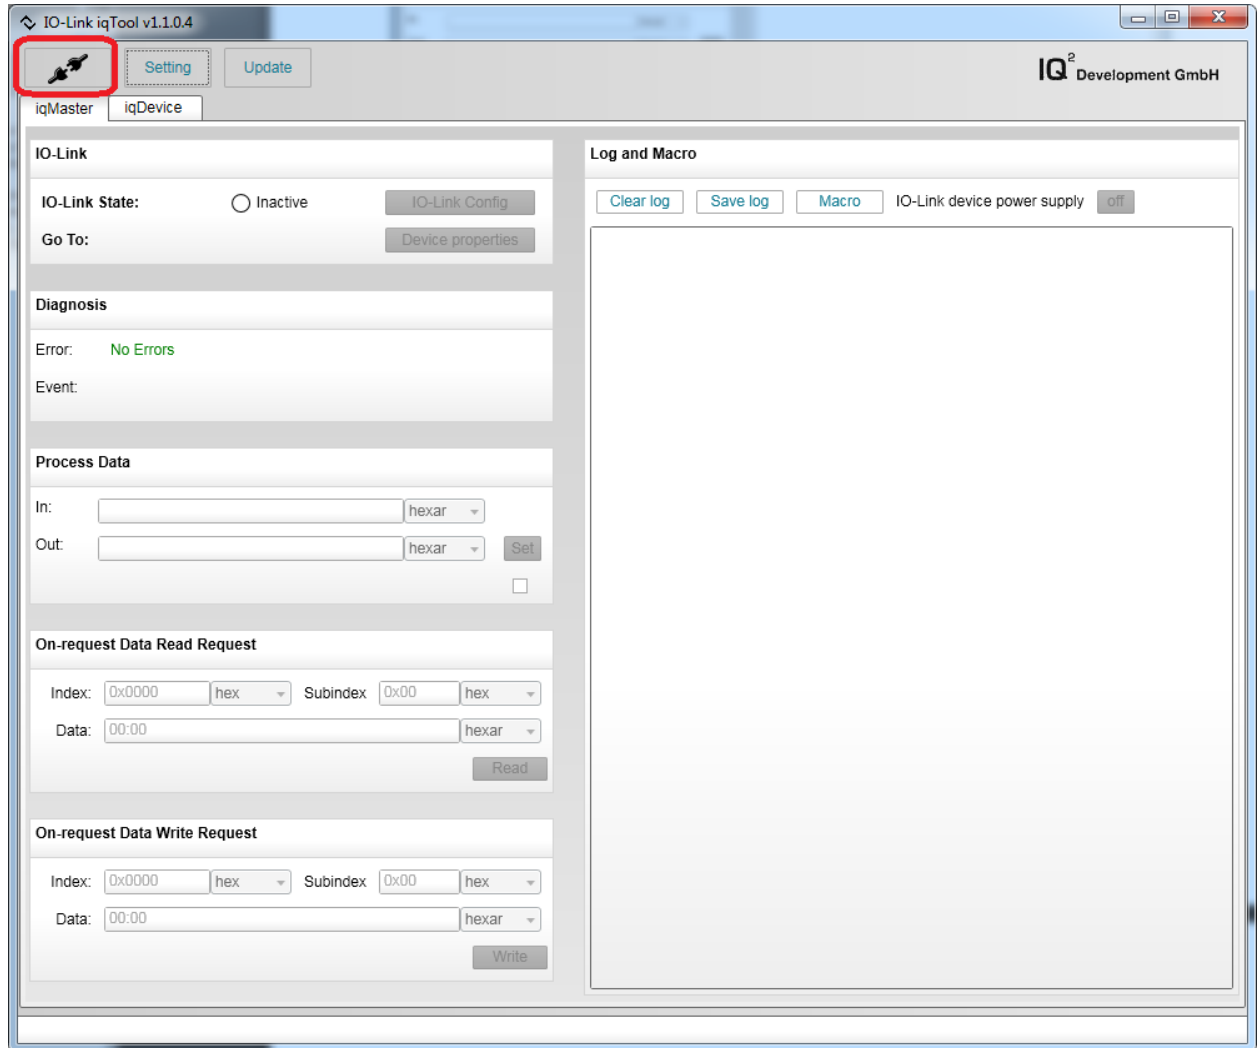 IO-Link iqTool v1.1.0.4
Setting Update
IQ² Development GmbH
iqMaster iqDevice
IO-Link
IO-Link State: Inactive IO-Link Config
Go To: Device properties
Diagnosis
Error: No Errors
Event:
Process Data
In: hexar
Out: hexar Set
On-request Data Read Request
Index: 0x0000 hex Subindex 0x00 hex
Data: 00:00 hexar
Read
On-request Data Write Request
Index: 0x0000 hex Subindex 0x00 hex
Data: 00:00 hexar
Write
Log and Macro
Clear log Save log Macro IO-Link device power supply off